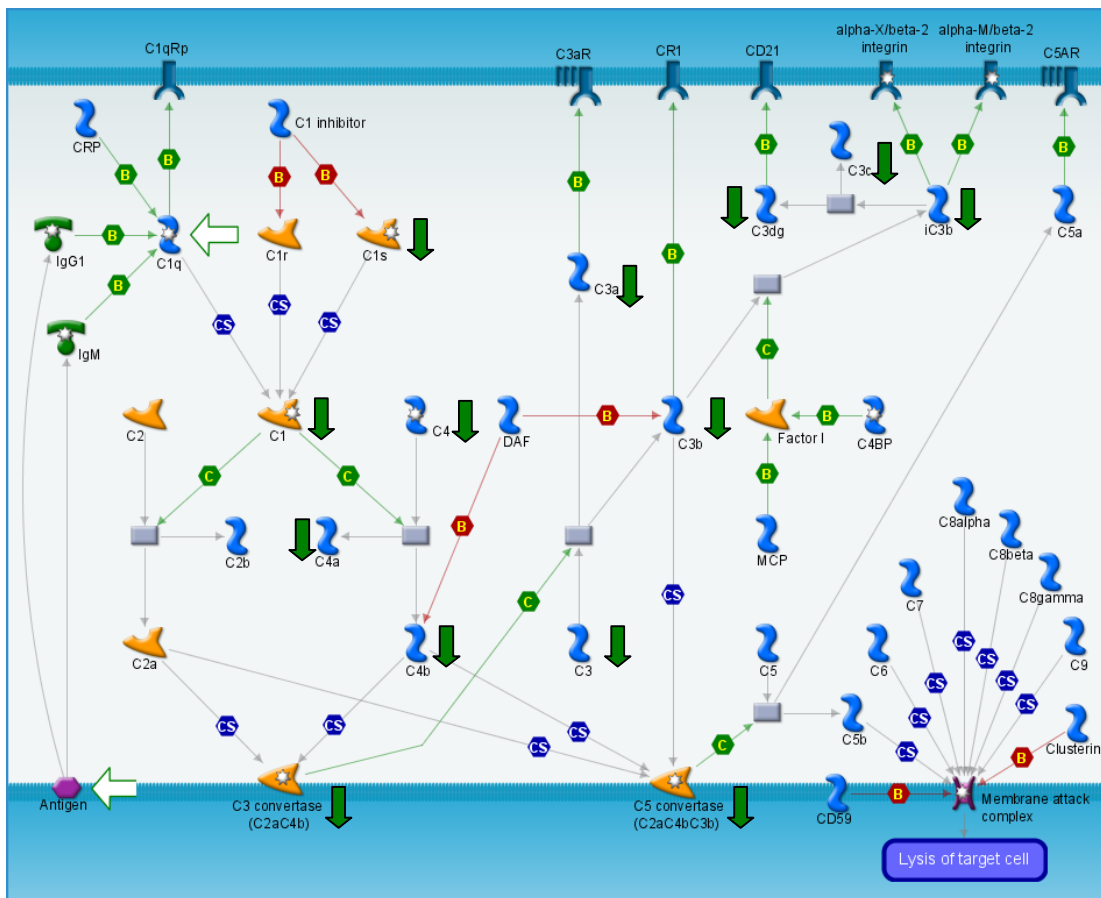 C1qRp
C3aR
CR1
CD21
alpha-X/beta-2
integrin
alpha-M/beta-2
integrin
C5AR
CRP
C1 inhibitor
B
B
B
B
B
B
B
B
B
B
C3c
IgG1
B
C1q
C1r
C1s
C3dg
iC3b
C5a
B
B
C3a
CS
CS
CS
IgM
C
C2
C1
C4
DAF
B
C3b
Factor I
B
C4BP
C
C
B
C8alpha
C2b
C4a
B
MCP
C8beta
C8gamma
C7
C
CS
C2a
C4b
C3
C5
C6
CS
CS
CS
CS
CS
C9
CS
CS
CS
CS
C
C5b
CS
Clusterin
B
Antigen
C3 convertase
(C2aC4b)
C5 convertase
(C2aC4bC3b)
CD59
B
Membrane attack
complex
Lysis of target cell